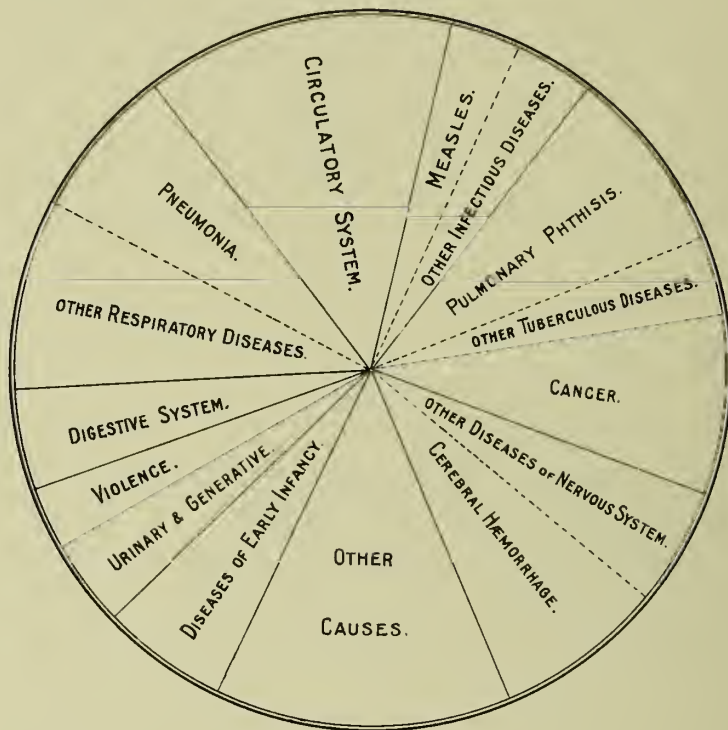 CIRCULATORY SYSTEM.
MEASLES.
OTHER INFECTIOUS DISEASES.
PULMONARY PHTHISIS.
OTHER TUBERCULOUS DISEASES.
CANCER.
OTHER DISEASES OF NERVOUS SYSTEM.
CEREBRAL HÆMORRHAGE.
OTHER
CAUSES.
DISEASES OF EARLY INFANCY.
URINARY & GENERATIVE.
VIOLENCE.
DIGESTIVE SYSTEM.
OTHER RESPIRATORY DISEASES.
PNEUMONIA.